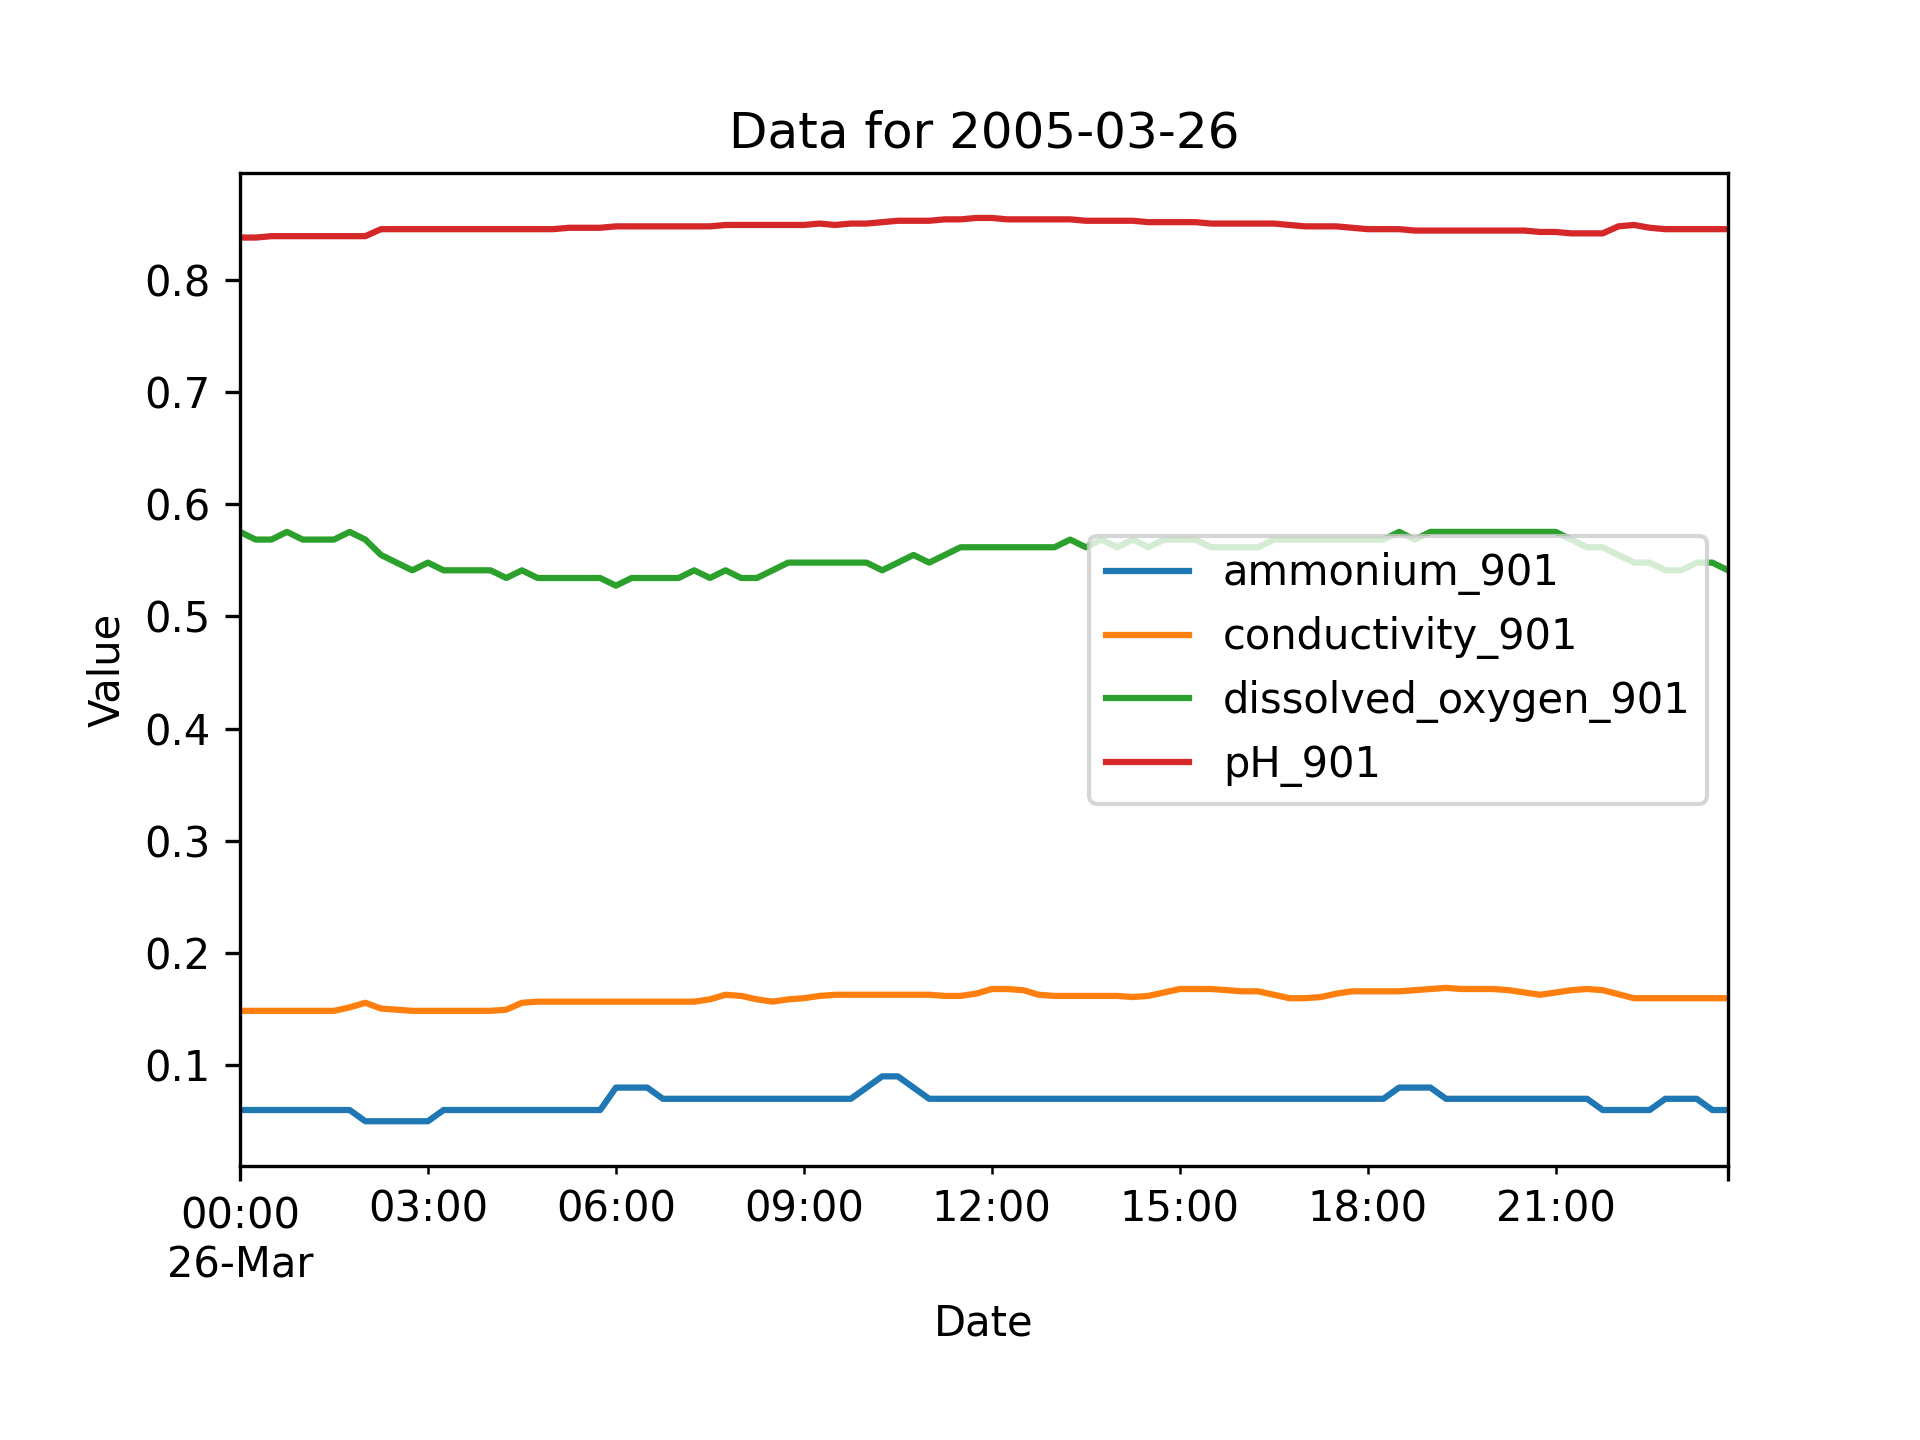 Data for 2005-03-26
Value
0.8
0.7
0.6
0.5
0.4
0.3
0.2
0.1
ammonium_901
conductivity_901
dissolved_oxygen_901
pH_901
00:00 03:00 06:00 09:00 12:00 15:00 18:00 21:00
26-Mar
Date